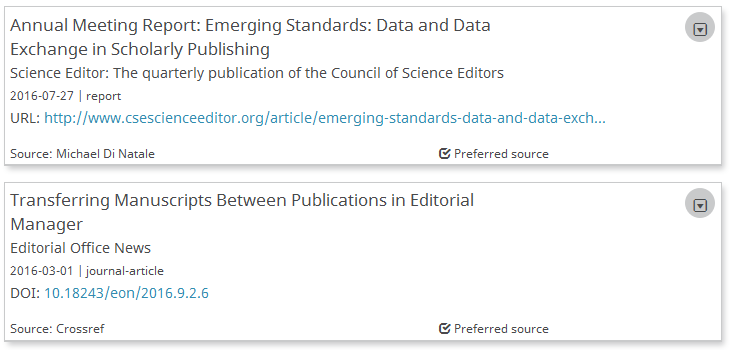 Annual Meeting Report: Emerging Standards: Data and Data
Exchange in Scholarly Publishing
Science Editor: The quarterly publication of the Council of Science Editors
2016-07-27 | report
URL: http://www.csescienceeditor.org/article/emerging-standards-data-and-data-exch...
Source: Michael Di Natale Preferred source
Transferring Manuscripts Between Publications in Editorial
Manager
Editorial Office News
2016-03-01 | journal-article
DOI: 10.18243/eon/2016.9.2.6
Source: Crossref Preferred source